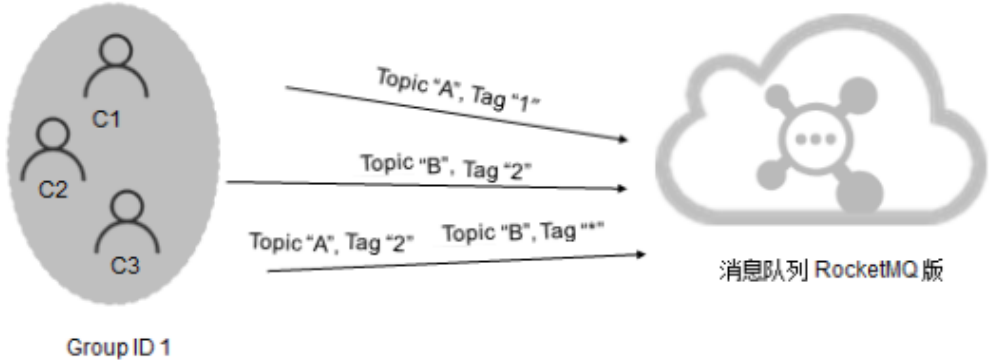 C1
C2
C3
Group ID 1
Topic “A”, Tag “1”
Topic “B”, Tag “2”
Topic “A”, Tag “2” Topic “B”, Tag “*”
消息队列 RocketMQ 版